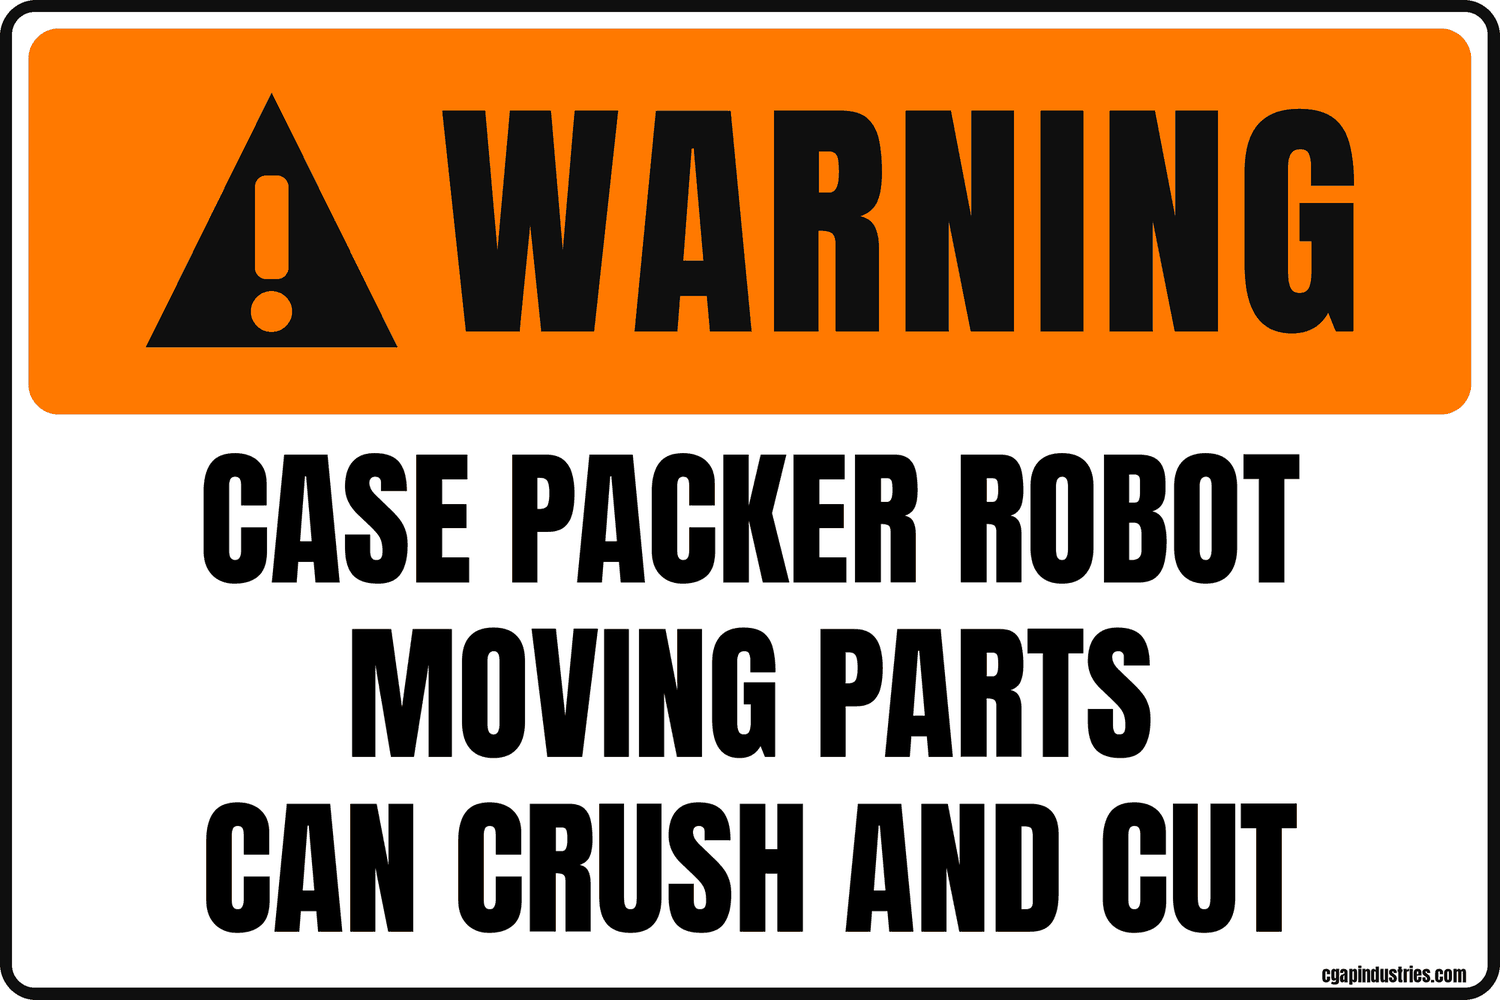 WARNING
CASE PACKER ROBOT
MOVING PARTS
CAN CRUSH AND CUT
cgapindustries.com